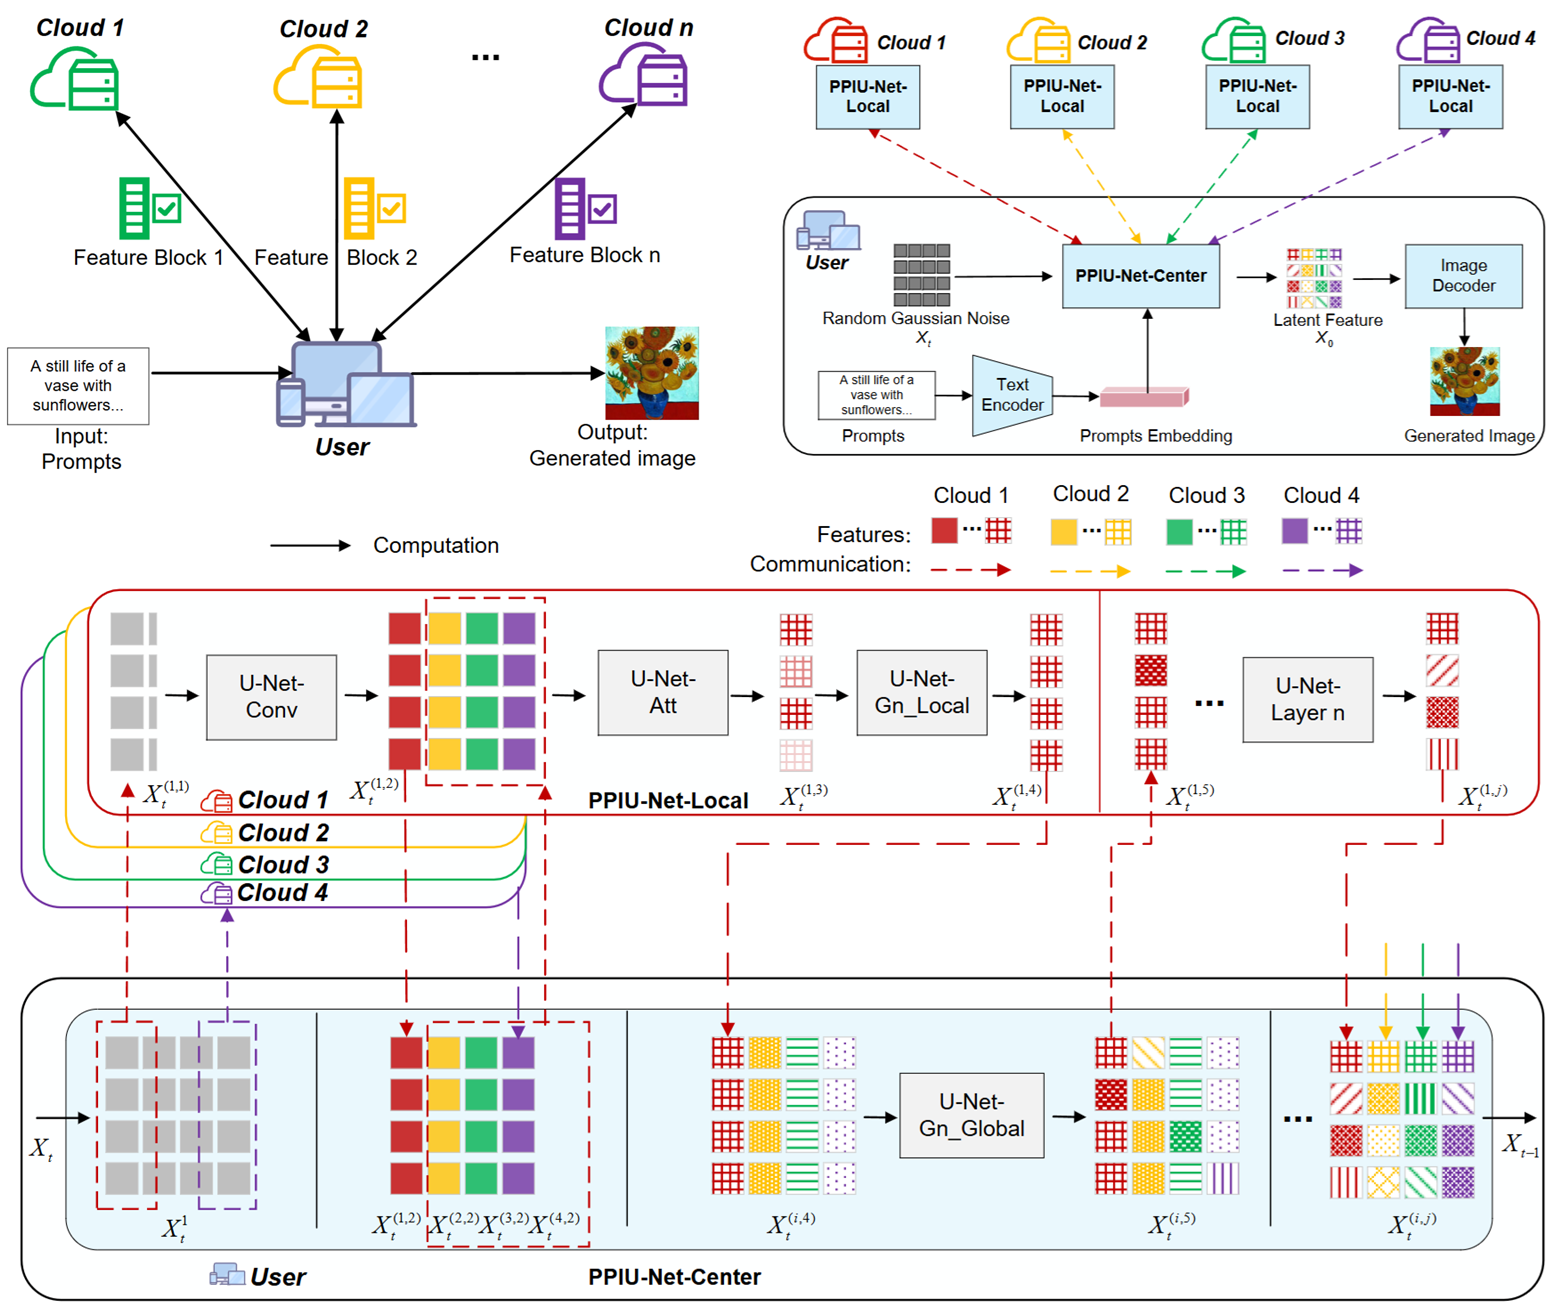 Cloud 1
Cloud 2
...
Cloud n
Feature Block 1
Feature Block 2
Feature Block n
A still life of a
vase with
sunflowers...
Input:
Prompts
User
Output:
Generated image
Cloud 1
Cloud 2
Cloud 3
Cloud 4
PPIU-Net-
Local
PPIU-Net-
Local
PPIU-Net-
Local
PPIU-Net-
Local
User
Random Gaussian Noise
X_t
PPIU-Net-Center
Latent Feature
X_0
Image
Decoder
A still life of a
vase with
sunflowers...
Prompts
Text
Encoder
Prompts Embedding
Generated Image
Computation
Cloud 1
Cloud 2
Cloud 3
Cloud 4
Features:
... ... ... ...
Communication:
U-Net-
Conv
U-Net-
Att
U-Net-
Gn_Local
...
U-Net-
Layer n
X_t^(1,1)
X_t^(1,2)
X_t^(1,3)
X_t^(1,4)
X_t^(1,5)
X_t^(1,j)
Cloud 1
PPIU-Net-Local
Cloud 2
Cloud 3
Cloud 4
X_t
U-Net-
Gn_Global
...
X_{t-1}
X_t^1
X_t^(1,2)
X_t^(2,2)
X_t^(3,2)
X_t^(4,2)
X_t^(i,4)
X_t^(i,5)
X_t^(i,j)
User
PPIU-Net-Center